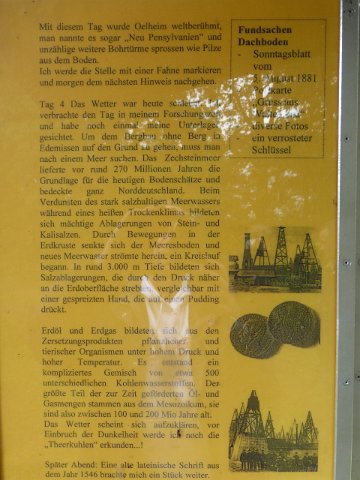 Mit diesem Tag wurde Oelheim weltberühmt,
man nannte es sogar „Neu Pensylvanien“ und
unzählige weitere Bohrtürme sprossen wie Pilze
aus dem Boden.
Ich werde die Stelle mit einer Fahne markieren
und morgen dem nächsten Hinweis nachgehen.
Tag 4 Das Wetter war heute
verbrachte den Tag in meinem Forschungszelt
und habe noch einmal meine Unterlagen
gesichtet. Um dem Bergbau ohne Berg in
Edemissen auf den Grund zu gehen, muss man
nach einem Meer suchen. Das Zechsteinmeer
lieferte vor rund 270 Millionen Jahren die
Grundlage für die heutigen Bodenschätze und
bedeckte ganz Norddeutschland. Beim
Verdunsten des stark salzhaltigen Meerwassers
während eines heißen Trockenklimas bildeten
sich mächtige Ablagerungen von Stein- und
Kalisalzen. Durch Bewegungen in der
Erdkruste senkte sich der Meeresboden und
neues Meerwasser strömte herein, ein Kreislauf
begann. In rund 3.000 m Tiefe bildeten sich
Salzablagerungen, die durch den Druck näher
an die Erdoberfläche strebten, vergleichbar mit
einer gespreizten Hand, die auf einen Pudding
drückt.
Erdöl und Erdgas bildeten sich aus den
Zersetzungsprodukten pflanzlicher und
tierischer Organismen unter hohem Druck und
hoher Temperatur. Es entstand ein
kompliziertes Gemisch von etwa 500
unterschiedlichen Kohlenwasserstoffen. Der
größte Teil der zur Zeit geförderten Öl- und
Gasmengen stammen aus dem Mesozoikum, sie
sind also zwischen 100 und 200 Mio Jahre alt.
Das Wetter scheint sich aufzuklären, vor
Einbruch der Dunkelheit werde ich noch die
„Theerkuhlen“ erkunden...!
Später Abend: Eine alte lateinische Schrift aus
dem Jahr 1546 brachte mich ein Stück weiter.
Fundsachen
Dachboden
- Sonntagsblatt
vom
5. August 1881
- Postkarte
- diverse Fotos
- ein verrosteter
Schlüssel